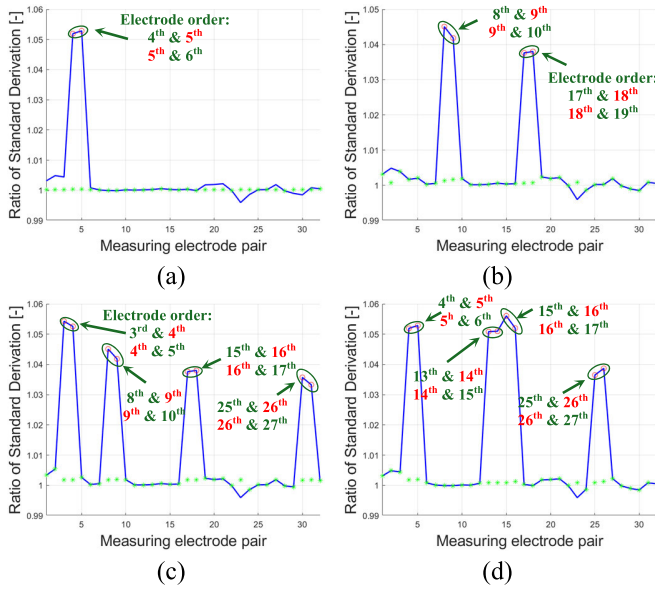 Ratio of Standard Derivation [-]
1.06
1.05
1.04
1.03
1.02
1.01
1
0.99
Electrode order:
4th & 5th
5th & 6th
5 10 15 20 25 30
Measuring electrode pair
(a)
Ratio of Standard Derivation [-]
1.05
1.04
1.03
1.02
1.01
1
0.99
8th & 9th
9th & 10th
Electrode order:
17th & 18th
18th & 19th
5 10 15 20 25 30
Measuring electrode pair
(b)
Ratio of Standard Derivation [-]
1.06
1.05
1.04
1.03
1.02
1.01
1
0.99
Electrode order:
3rd & 4th
4th & 5th
8th & 9th
9th & 10th
15th & 16th
16th & 17th
25th & 26th
26th & 27th
5 10 15 20 25 30
Measuring electrode pair
(c)
Ratio of Standard Derivation [-]
1.06
1.05
1.04
1.03
1.02
1.01
1
0.99
4th & 5th
5h & 6th
15th & 16th
16th & 17th
13th & 14th
14th & 15th
25th & 26th
26th & 27th
5 10 15 20 25 30
Measuring electrode pair
(d)